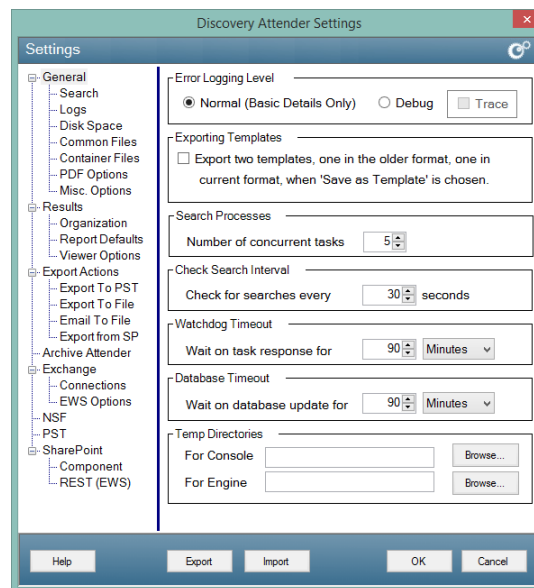 Discovery Attender Settings
Settings
General
Search
Logs
Disk Space
Common Files
Container Files
PDF Options
Misc. Options
Results
Organization
Report Defaults
Viewer Options
Export Actions
Export To PST
Export To File
Email To File
Export from SP
Archive Attender
Exchange
Connections
EWS Options
NSF
PST
SharePoint
Component
REST (EWS)
Error Logging Level
Normal (Basic Details Only) Debug Trace
Exporting Templates
Export two templates, one in the older format, one in
current format, when 'Save as Template' is chosen.
Search Processes
Number of concurrent tasks 5
Check Search Interval
Check for searches every 30 seconds
Watchdog Timeout
Wait on task response for 90 Minutes
Database Timeout
Wait on database update for 90 Minutes
Temp Directories
For Console Browse...
For Engine Browse...
Help Export Import OK Cancel